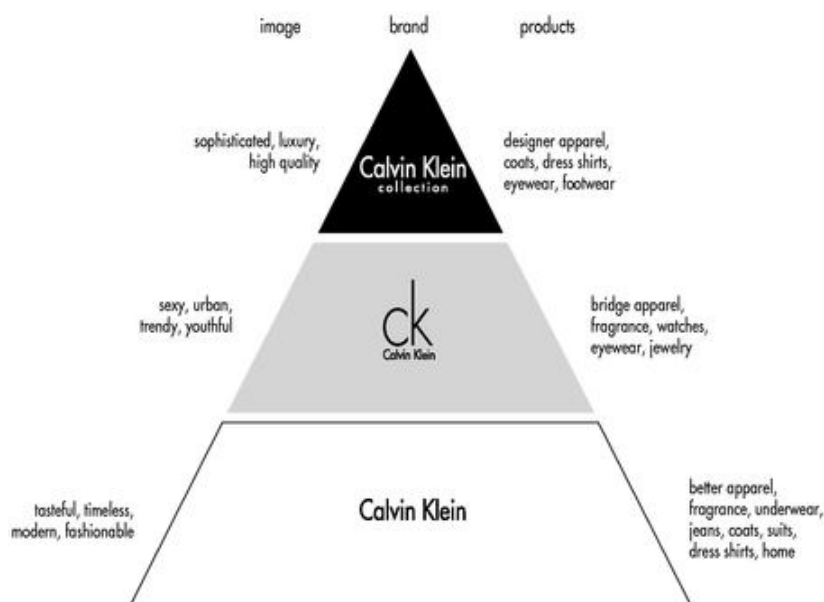 image brand products
sophisticated, luxury,
high quality
Calvin Klein
collection
designer apparel,
coats, dress shirts,
eyewear, footwear
sexy, urban,
trendy, youthful
ck
Calvin Klein
bridge apparel,
fragrance, watches,
eyewear, jewelry
tasteful, timeless,
modern, fashionable
Calvin Klein
better apparel,
fragrance, underwear,
jeans, coats, suits,
dress shirts, home